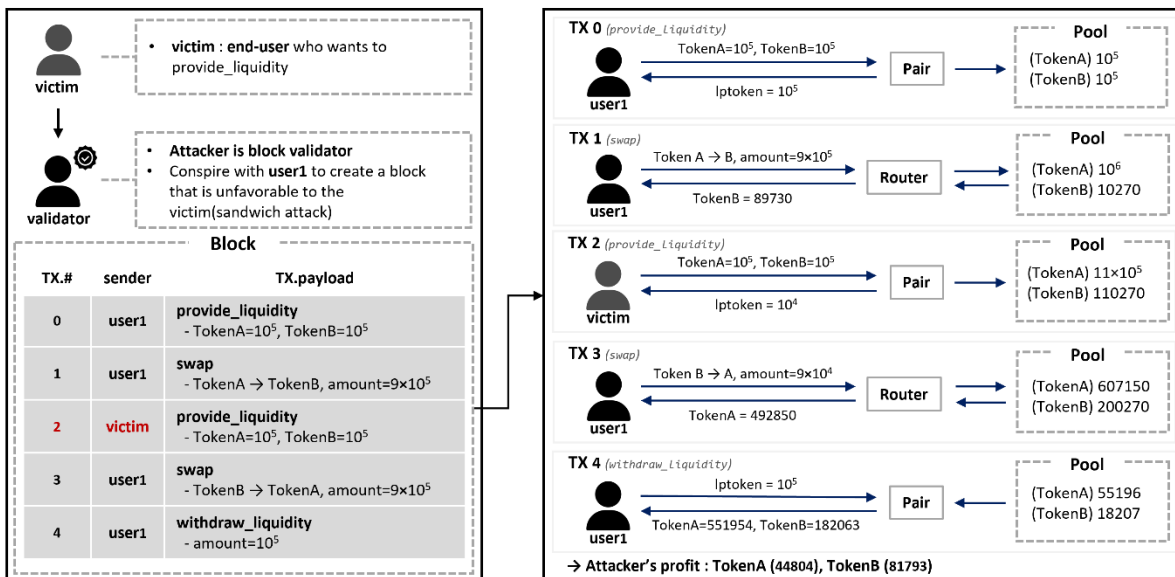 victim
• victim : end-user who wants to
provide_liquidity
validator
• Attacker is block validator
• Conspire with user1 to create a block
that is unfavorable to the
victim(sandwich attack)
Block
TX.# sender TX.payload
0 user1 provide_liquidity
- TokenA=10⁵, TokenB=10⁵
1 user1 swap
- TokenA → TokenB, amount=9×10⁵
2 victim provide_liquidity
- TokenA=10⁵, TokenB=10⁵
3 user1 swap
- TokenB → TokenA, amount=9×10⁵
4 user1 withdraw_liquidity
- amount=10⁵
TX 0 (provide_liquidity)
TokenA=10⁵, TokenB=10⁵
lptoken = 10⁵
user1
Pair
Pool
(TokenA) 10⁵
(TokenB) 10⁵
TX 1 (swap)
Token A → B, amount=9×10⁵
TokenB = 89730
user1
Router
Pool
(TokenA) 10⁶
(TokenB) 10270
TX 2 (provide_liquidity)
TokenA=10⁵, TokenB=10⁵
lptoken = 10⁴
victim
Pair
Pool
(TokenA) 11×10⁵
(TokenB) 110270
TX 3 (swap)
Token B → A, amount=9×10⁴
TokenA = 492850
user1
Router
Pool
(TokenA) 607150
(TokenB) 200270
TX 4 (withdraw_liquidity)
lptoken = 10⁵
TokenA=551954, TokenB=182063
user1
Pair
Pool
(TokenA) 55196
(TokenB) 18207
→ Attacker's profit : TokenA (44804), TokenB (81793)